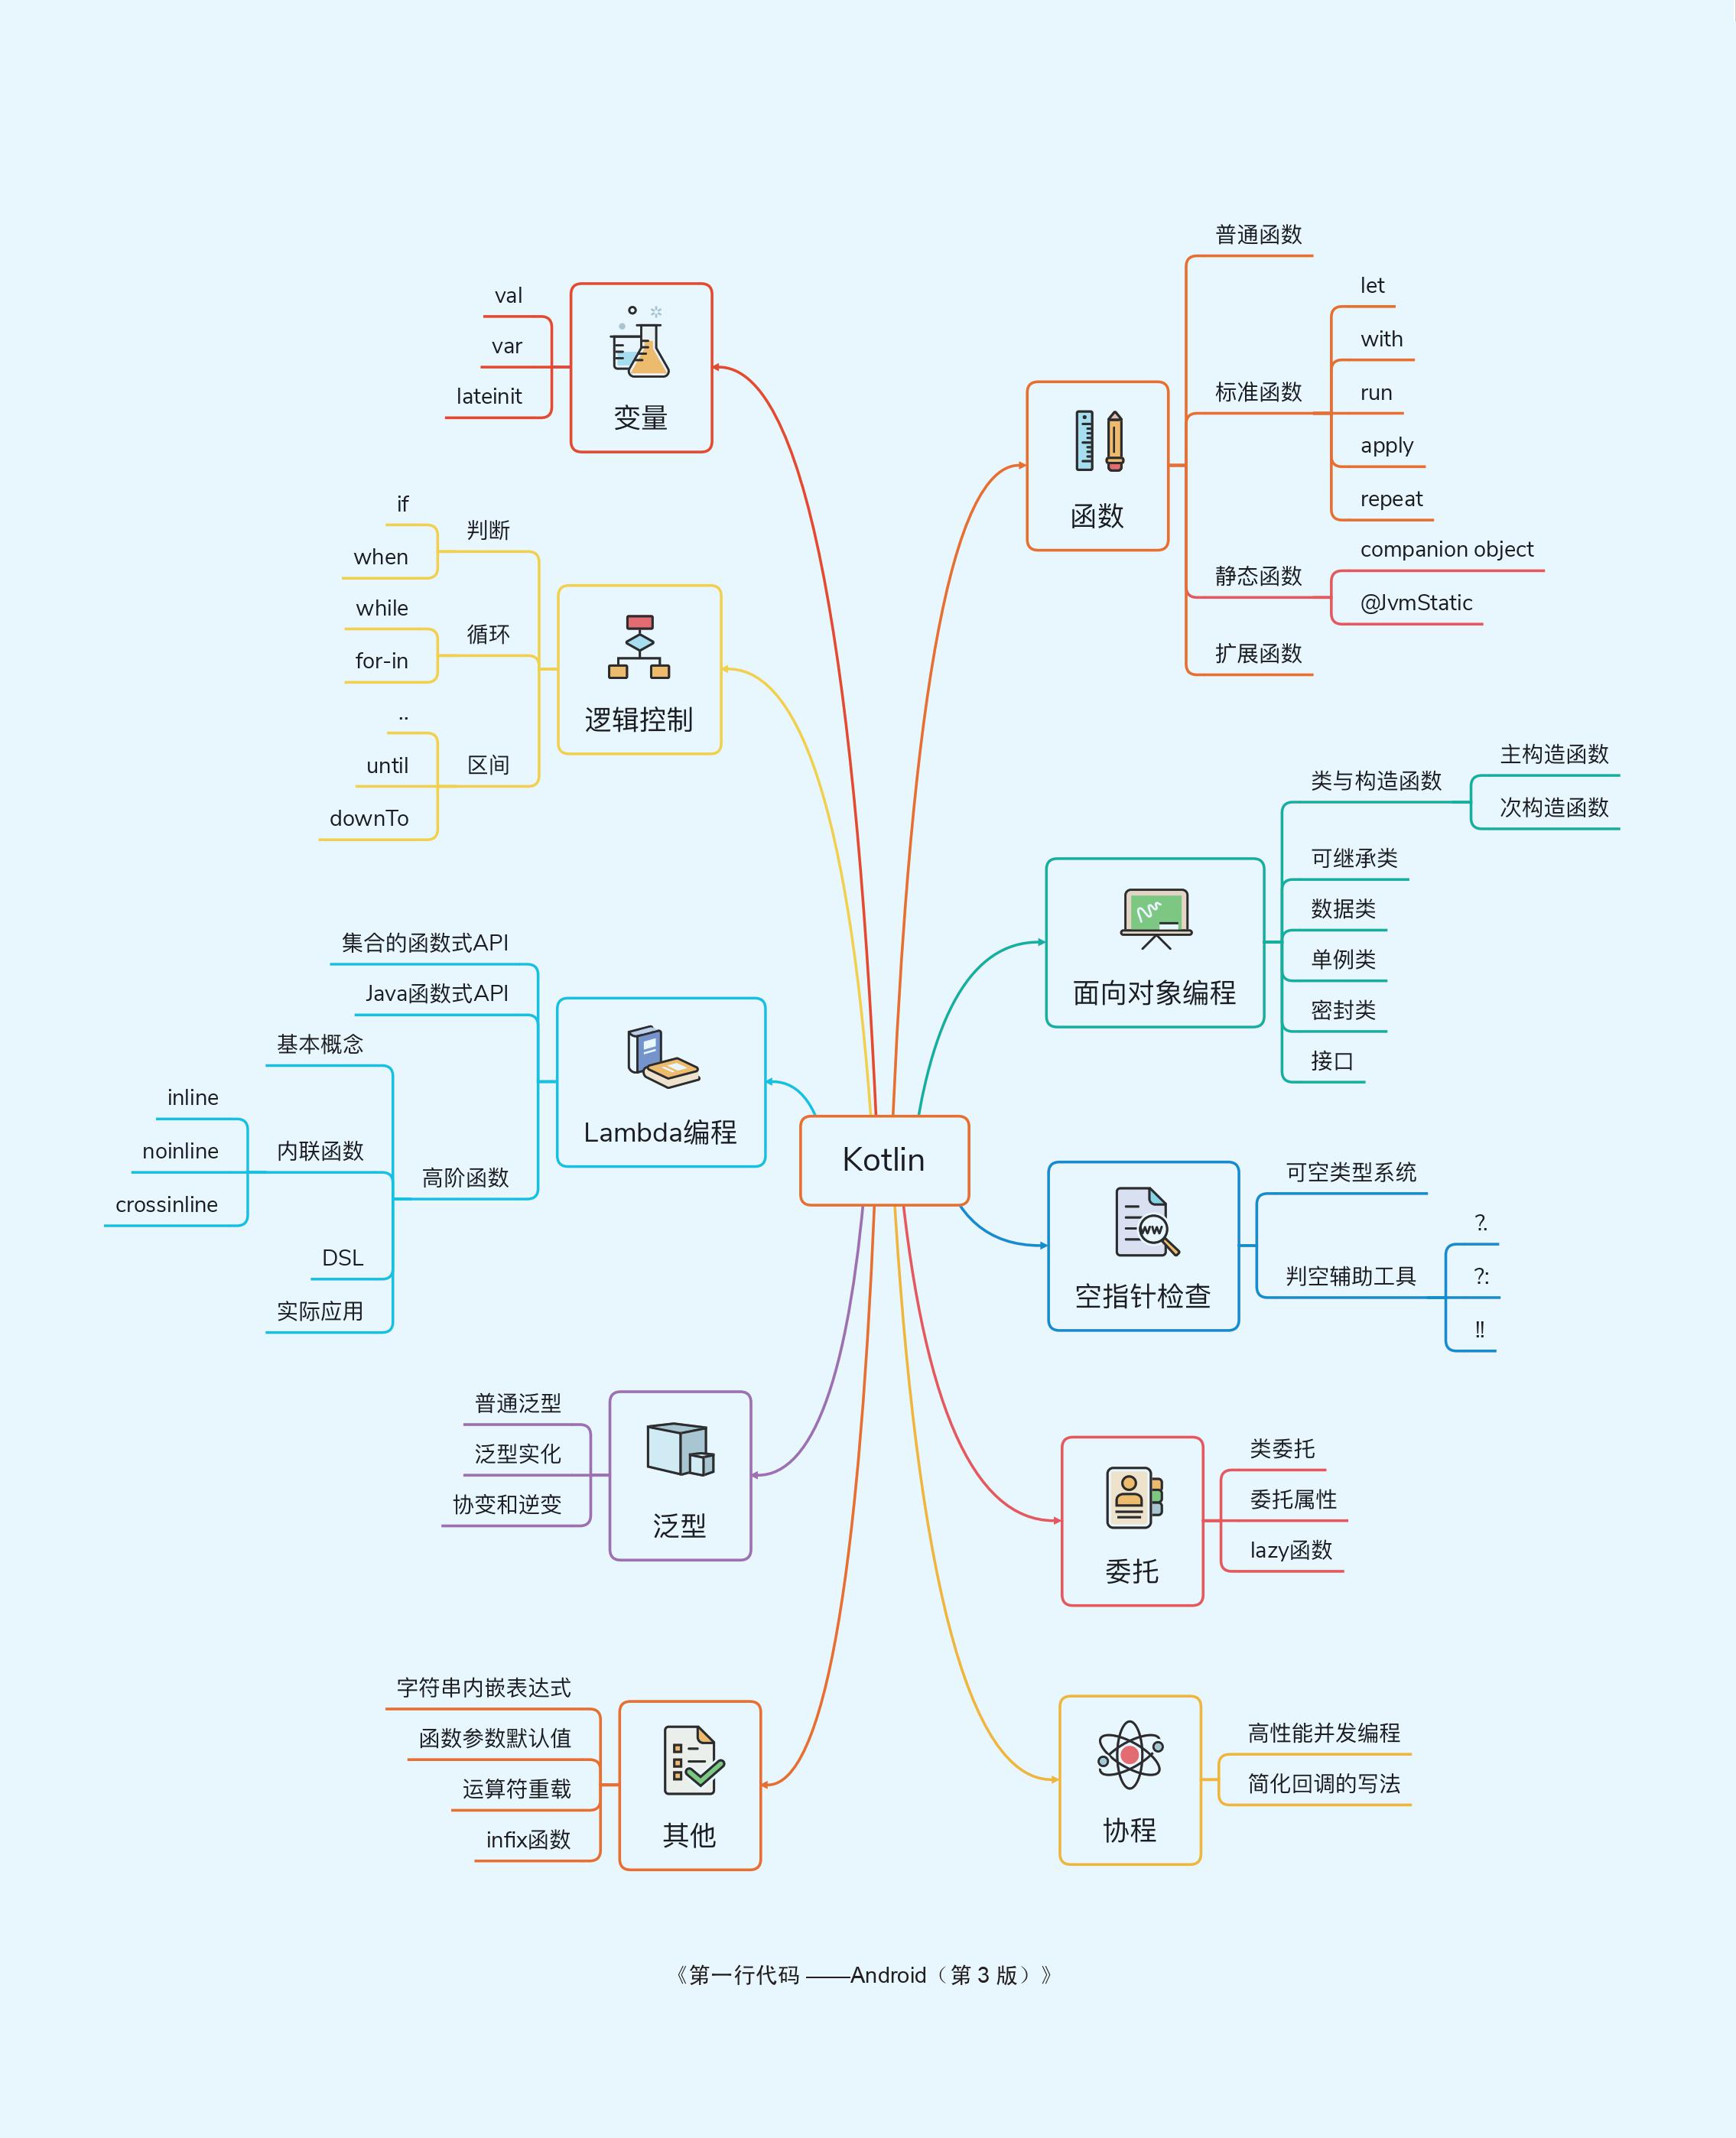 Kotlin
变量
val
var
lateinit
逻辑控制
判断
if
when
循环
while
for-in
区间
..
until
downTo
Lambda编程
集合的函数式API
Java函数式API
高阶函数
基本概念
内联函数
inline
noinline
crossinline
DSL
实际应用
泛型
普通泛型
泛型实化
协变和逆变
其他
字符串内嵌表达式
函数参数默认值
运算符重载
infix函数
函数
普通函数
标准函数
let
with
run
apply
repeat
静态函数
companion object
@JvmStatic
扩展函数
面向对象编程
类与构造函数
主构造函数
次构造函数
可继承类
数据类
单例类
密封类
接口
空指针检查
可空类型系统
判空辅助工具
?.
?:
!!
委托
类委托
委托属性
lazy函数
协程
高性能并发编程
简化回调的写法
《第一行代码 ——Android（第 3 版）》